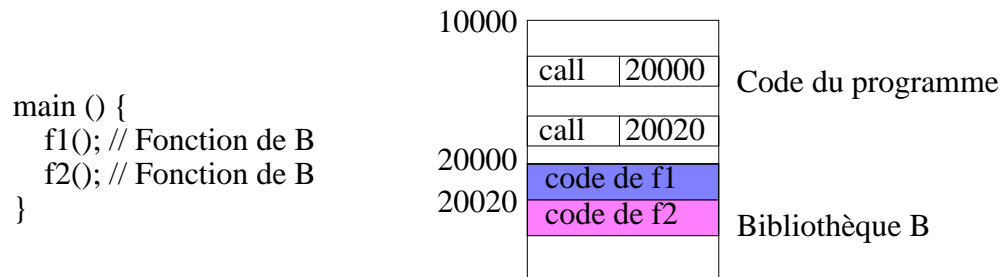 main () {
f1(); // Fonction de B
f2(); // Fonction de B
}
10000
call 20000
Code du programme
call 20020
20000
code de f1
20020
code de f2
Bibliothèque B